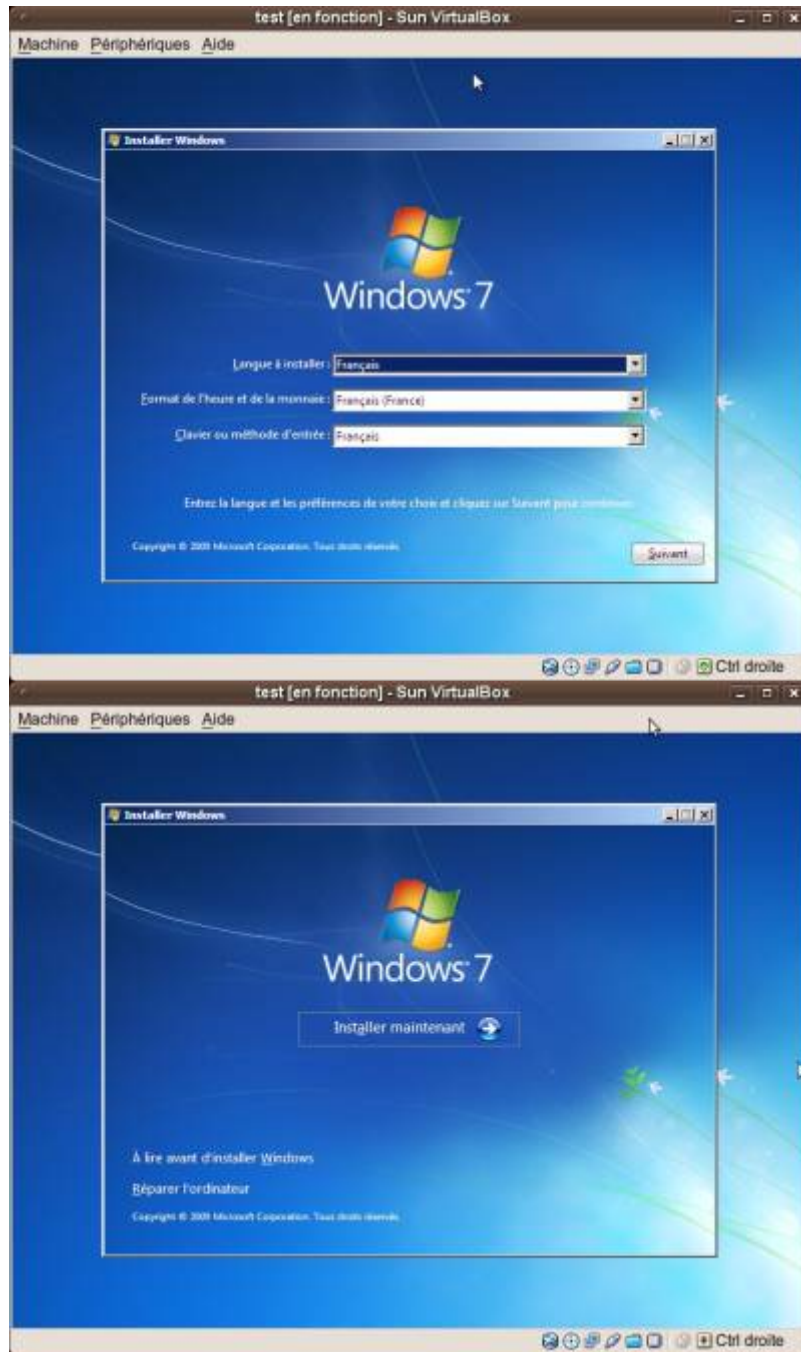 test [en fonction] - Sun VirtualBox
Machine Périphériques Aide
Installer Windows
Windows 7
Langue à installer : Français
Format de l'heure et de la monnaie : Français (France)
Clavier ou méthode d'entrée : Français
Entrez la langue et les préférences de votre choix et cliquez sur Suivant pour continuer.
Copyright © 2009 Microsoft Corporation. Tous droits réservés.
Suivant
Ctrl droite
test [en fonction] - Sun VirtualBox
Machine Périphériques Aide
Installer Windows
Windows 7
Installer maintenant
À lire avant d'installer Windows
Réparer l'ordinateur
Copyright © 2009 Microsoft Corporation. Tous droits réservés.
Ctrl droite